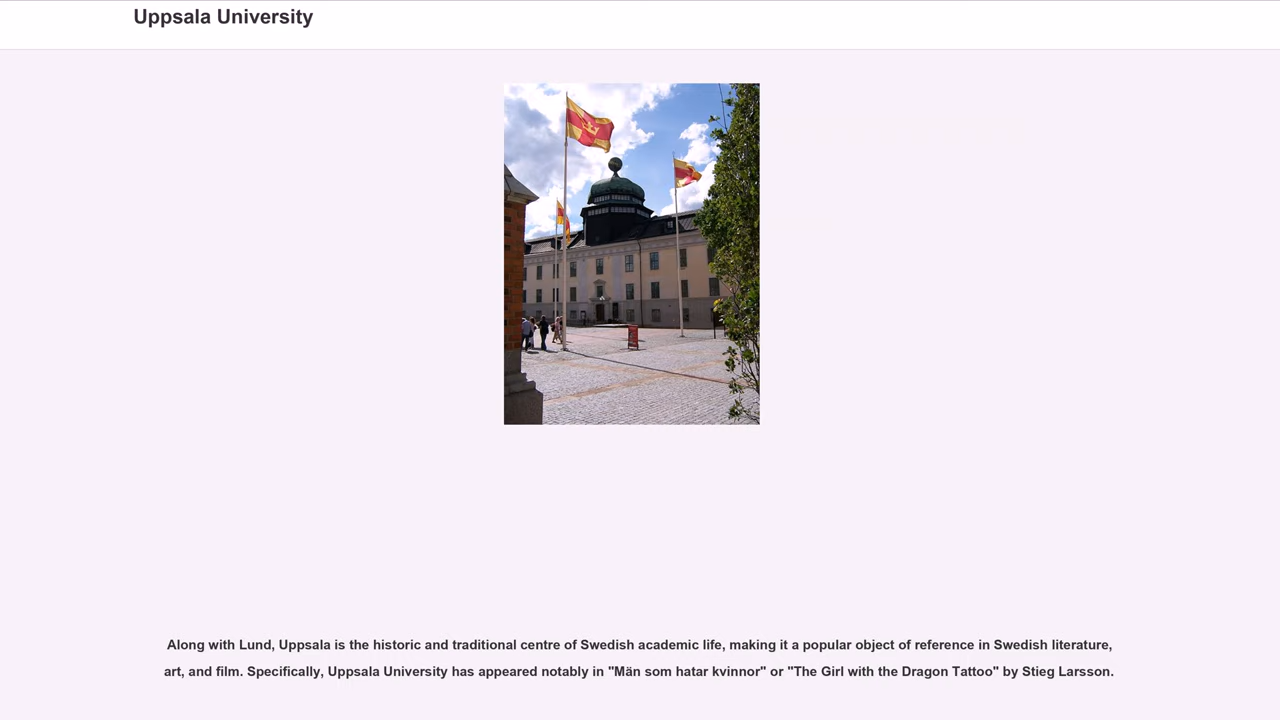 Uppsala University
Along with Lund, Uppsala is the historic and traditional centre of Swedish academic life, making it a popular object of reference in Swedish literature,
art, and film. Specifically, Uppsala University has appeared notably in "Män som hatar kvinnor" or "The Girl with the Dragon Tattoo" by Stieg Larsson.